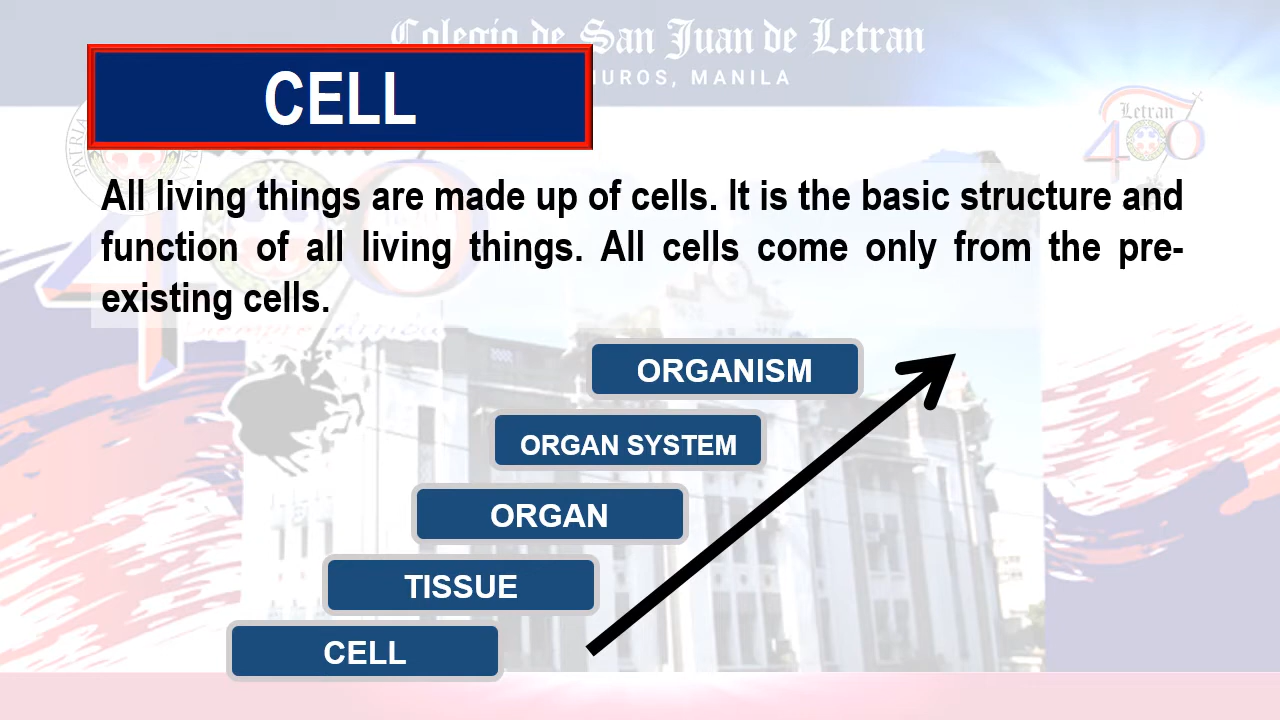 Colegio de San Juan de Letran
MUROS, MANILA
CELL
Letran
400
PATRIA
All living things are made up of cells. It is the basic structure and
function of all living things. All cells come only from the pre-
existing cells.
ORGANISM
ORGAN SYSTEM
ORGAN
TISSUE
CELL